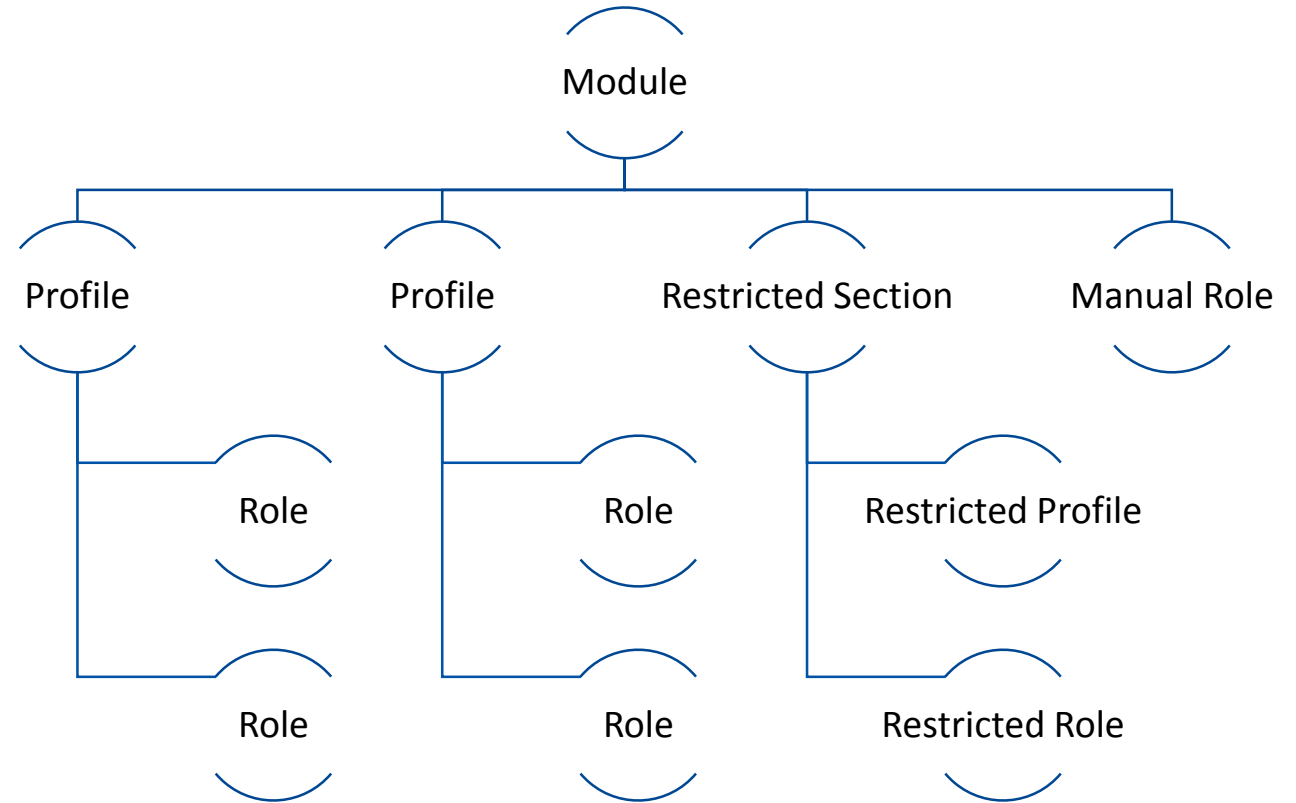 Module
Profile
Profile
Restricted Section
Manual Role
Role
Role
Restricted Profile
Role
Role
Restricted Role